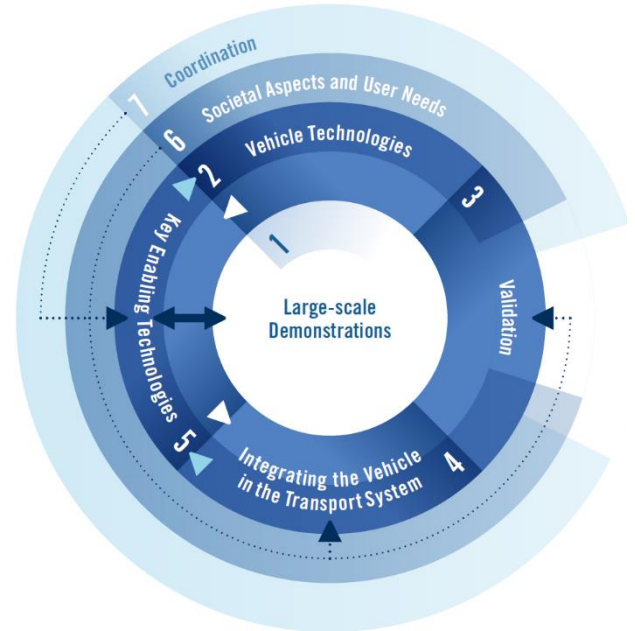 7 Coordination
6 Societal Aspects and User Needs
2 Vehicle Technologies
1
Large-scale
Demonstrations
3 Validation
4 Integrating the Vehicle
in the Transport System
5 Key Enabling Technologies